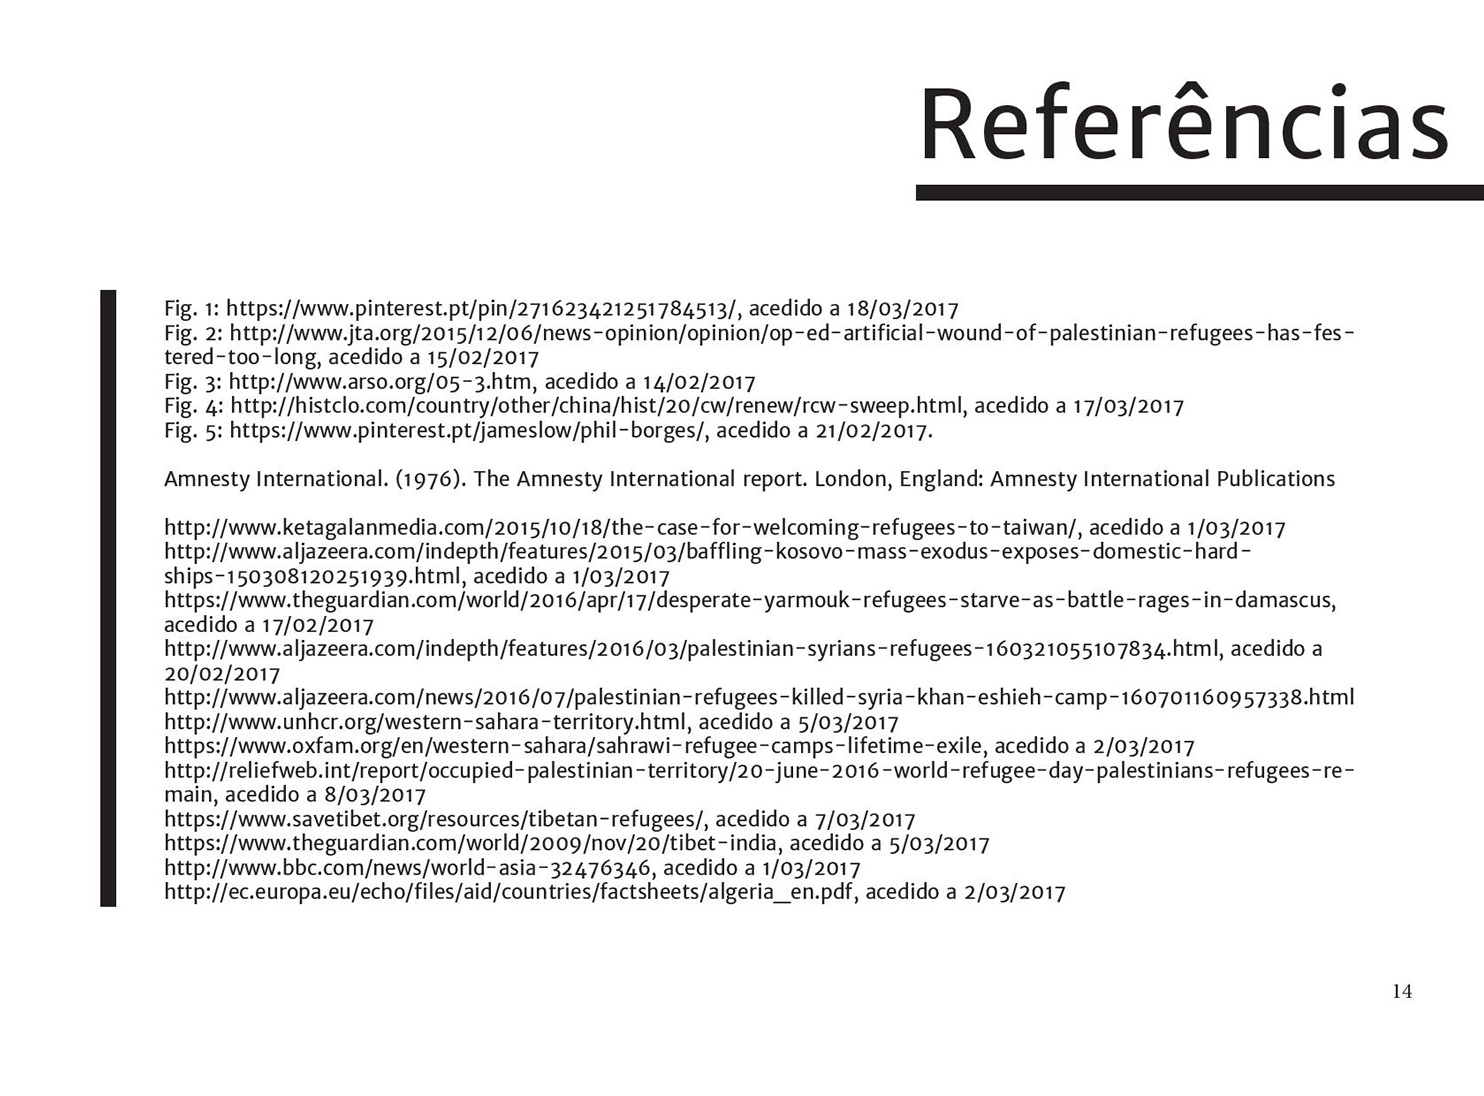 Referências
Fig. 1: https://www.pinterest.pt/pin/271623421251784513/, acedido a 18/03/2017
Fig. 2: http://www.jta.org/2015/12/06/news-opinion/opinion/op-ed-artificial-wound-of-palestinian-refugees-has-fes-
tered-too-long, acedido a 15/02/2017
Fig. 3: http://www.arso.org/05-3.htm, acedido a 14/02/2017
Fig. 4: http://histclo.com/country/other/china/hist/20/cw/renew/rcw-sweep.html, acedido a 17/03/2017
Fig. 5: https://www.pinterest.pt/jameslow/phil-borges/, acedido a 21/02/2017.
Amnesty International. (1976). The Amnesty International report. London, England: Amnesty International Publications
http://www.ketagalanmedia.com/2015/10/18/the-case-for-welcoming-refugees-to-taiwan/, acedido a 1/03/2017
http://www.aljazeera.com/indepth/features/2015/03/baffling-kosovo-mass-exodus-exposes-domestic-hard-
ships-150308120251939.html, acedido a 1/03/2017
https://www.theguardian.com/world/2016/apr/17/desperate-yarmouk-refugees-starve-as-battle-rages-in-damascus,
acedido a 17/02/2017
http://www.aljazeera.com/indepth/features/2016/03/palestinian-syrians-refugees-160321055107834.html, acedido a
20/02/2017
http://www.aljazeera.com/news/2016/07/palestinian-refugees-killed-syria-khan-eshieh-camp-160701160957338.html
http://www.unhcr.org/western-sahara-territory.html, acedido a 5/03/2017
https://www.oxfam.org/en/western-sahara/sahrawi-refugee-camps-lifetime-exile, acedido a 2/03/2017
http://reliefweb.int/report/occupied-palestinian-territory/20-june-2016-world-refugee-day-palestinians-refugees-re-
main, acedido a 8/03/2017
https://www.savetibet.org/resources/tibetan-refugees/, acedido a 7/03/2017
https://www.theguardian.com/world/2009/nov/20/tibet-india, acedido a 5/03/2017
http://www.bbc.com/news/world-asia-32476346, acedido a 1/03/2017
http://ec.europa.eu/echo/files/aid/countries/factsheets/algeria_en.pdf, acedido a 2/03/2017
14